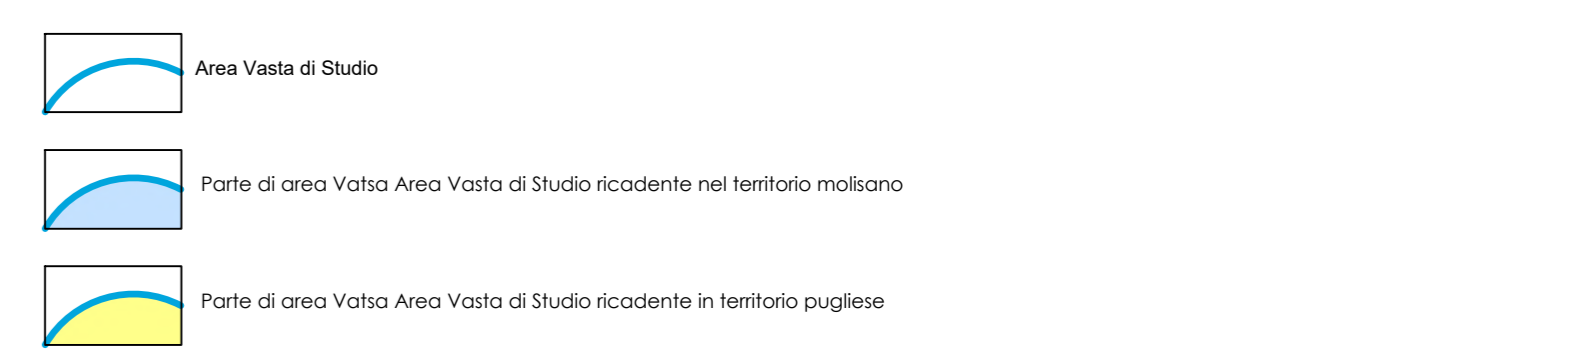 Area Vasta di Studio
Parte di area Vatsa Area Vasta di Studio ricadente nel territorio molisano
Parte di area Vatsa Area Vasta di Studio ricadente in territorio pugliese